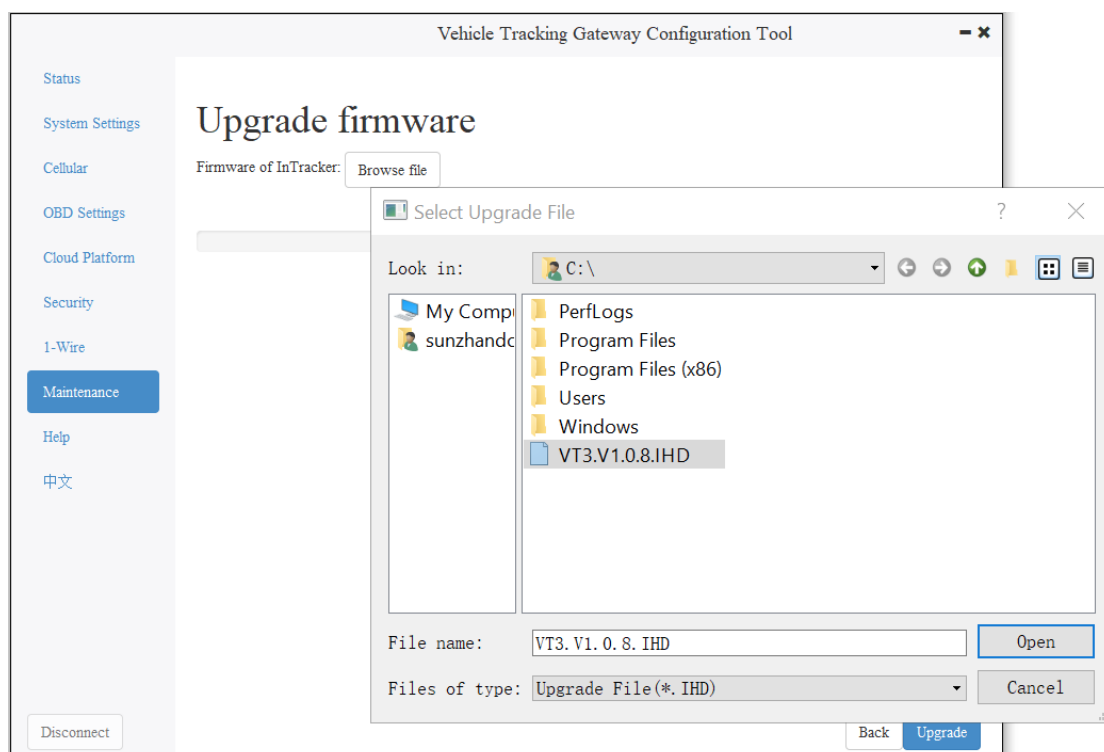 Vehicle Tracking Gateway Configuration Tool
Status
System Settings
Cellular
OBD Settings
Cloud Platform
Security
1-Wire
Maintenance
Help
中文
Disconnect
Upgrade firmware
Firmware of InTracker:
Browse file
Select Upgrade File
?
Look in:
C:\
My Comp
sunzhando
PerfLogs
Program Files
Program Files (x86)
Users
Windows
VT3.V1.0.8.IHD
File name:
VT3.V1.0.8.IHD
Open
Files of type:
Upgrade File(*.IHD)
Cancel
Back
Upgrade